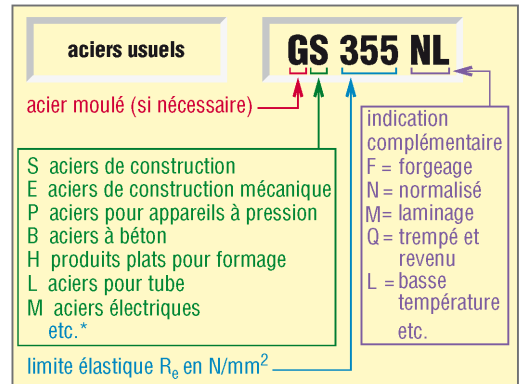 aciers usuels
GS 355 NL
acier moulé (si nécessaire)
S aciers de construction
E aciers de construction mécanique
P aciers pour appareils à pression
B aciers à béton
H produits plats pour formage
L aciers pour tube
M aciers électriques
etc.*
limite élastique Re en N/mm²
indication
complémentaire
F = forgeage
N = normalisé
M= laminage
Q = trempé et
revenu
L = basse
température
etc.